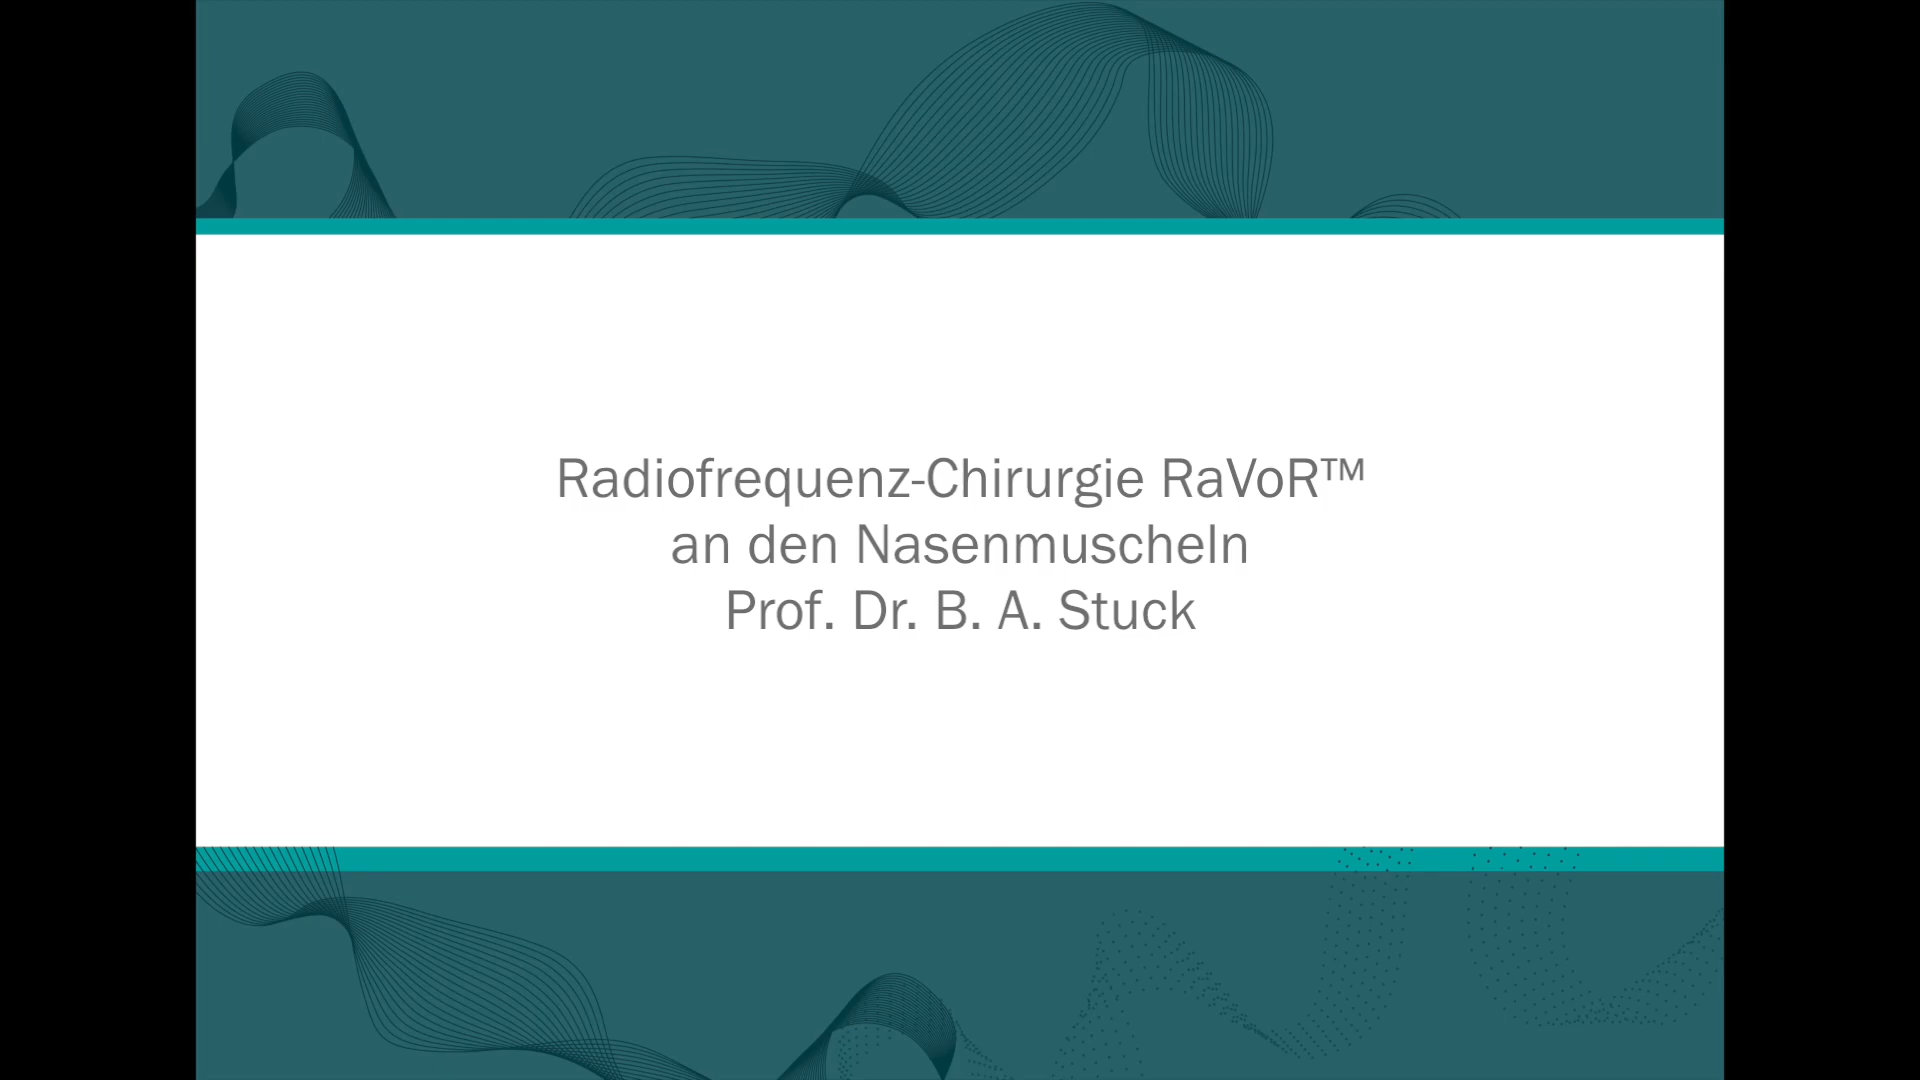 Radiofrequenz-Chirurgie RaVoR™
an den Nasenmuscheln
Prof. Dr. B. A. Stuck